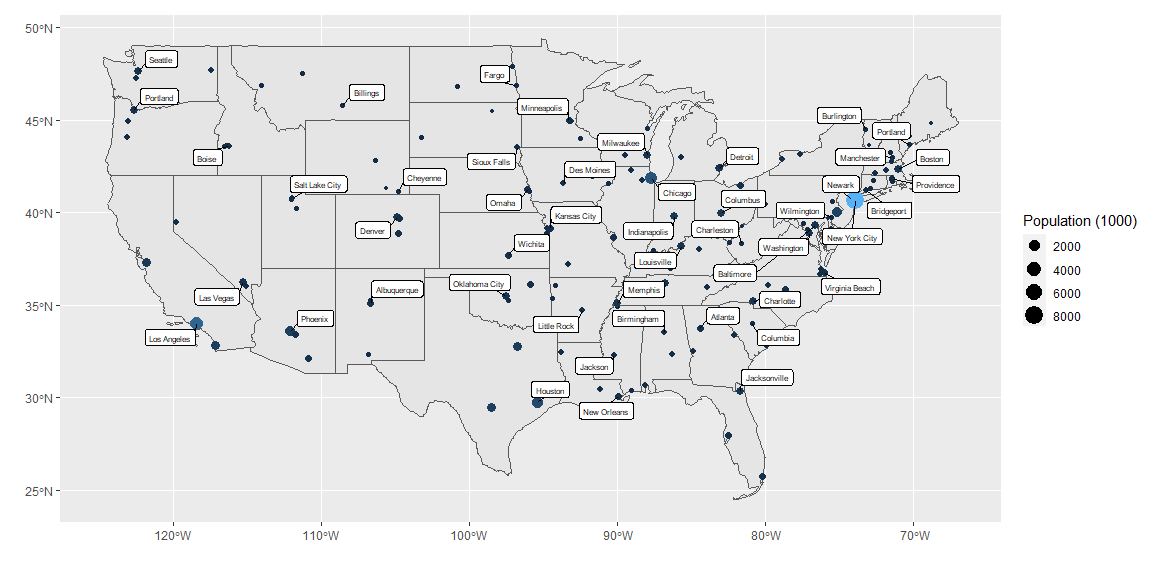 50°N
45°N
40°N
35°N
30°N
25°N
Seattle
Portland
Billings
Fargo
Minneapolis
Burlington
Portland
Boise
Sioux Falls
Milwaukee
Des Moines
Detroit
Manchester
Boston
Salt Lake City
Cheyenne
Omaha
Chicago
Columbus
Newark
Providence
Denver
Kansas City
Wichita
Indianapolis
Charleston
Wilmington
Bridgeport
New York City
Washington
Louisville
Baltimore
Las Vegas
Albuquerque
Oklahoma City
Memphis
Virginia Beach
Charlotte
Los Angeles
Phoenix
Little Rock
Birmingham
Atlanta
Columbia
Jackson
Houston
New Orleans
Jacksonville
120°W
110°W
100°W
90°W
80°W
70°W
Population (1000)
2000
4000
6000
8000